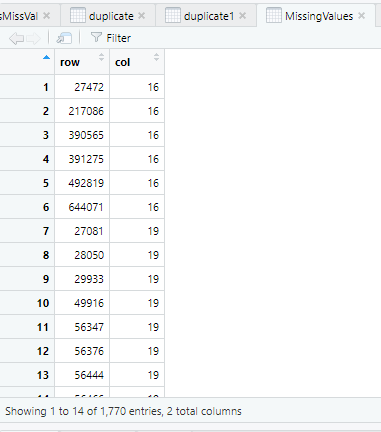 sMissVal duplicate duplicate1 MissingValues
Filter
row col
1 27472 16
2 217086 16
3 390565 16
4 391275 16
5 492819 16
6 644071 16
7 27081 19
8 28050 19
9 29933 19
10 49916 19
11 56347 19
12 56376 19
13 56444 19
14 56466 19
Showing 1 to 14 of 1,770 entries, 2 total columns